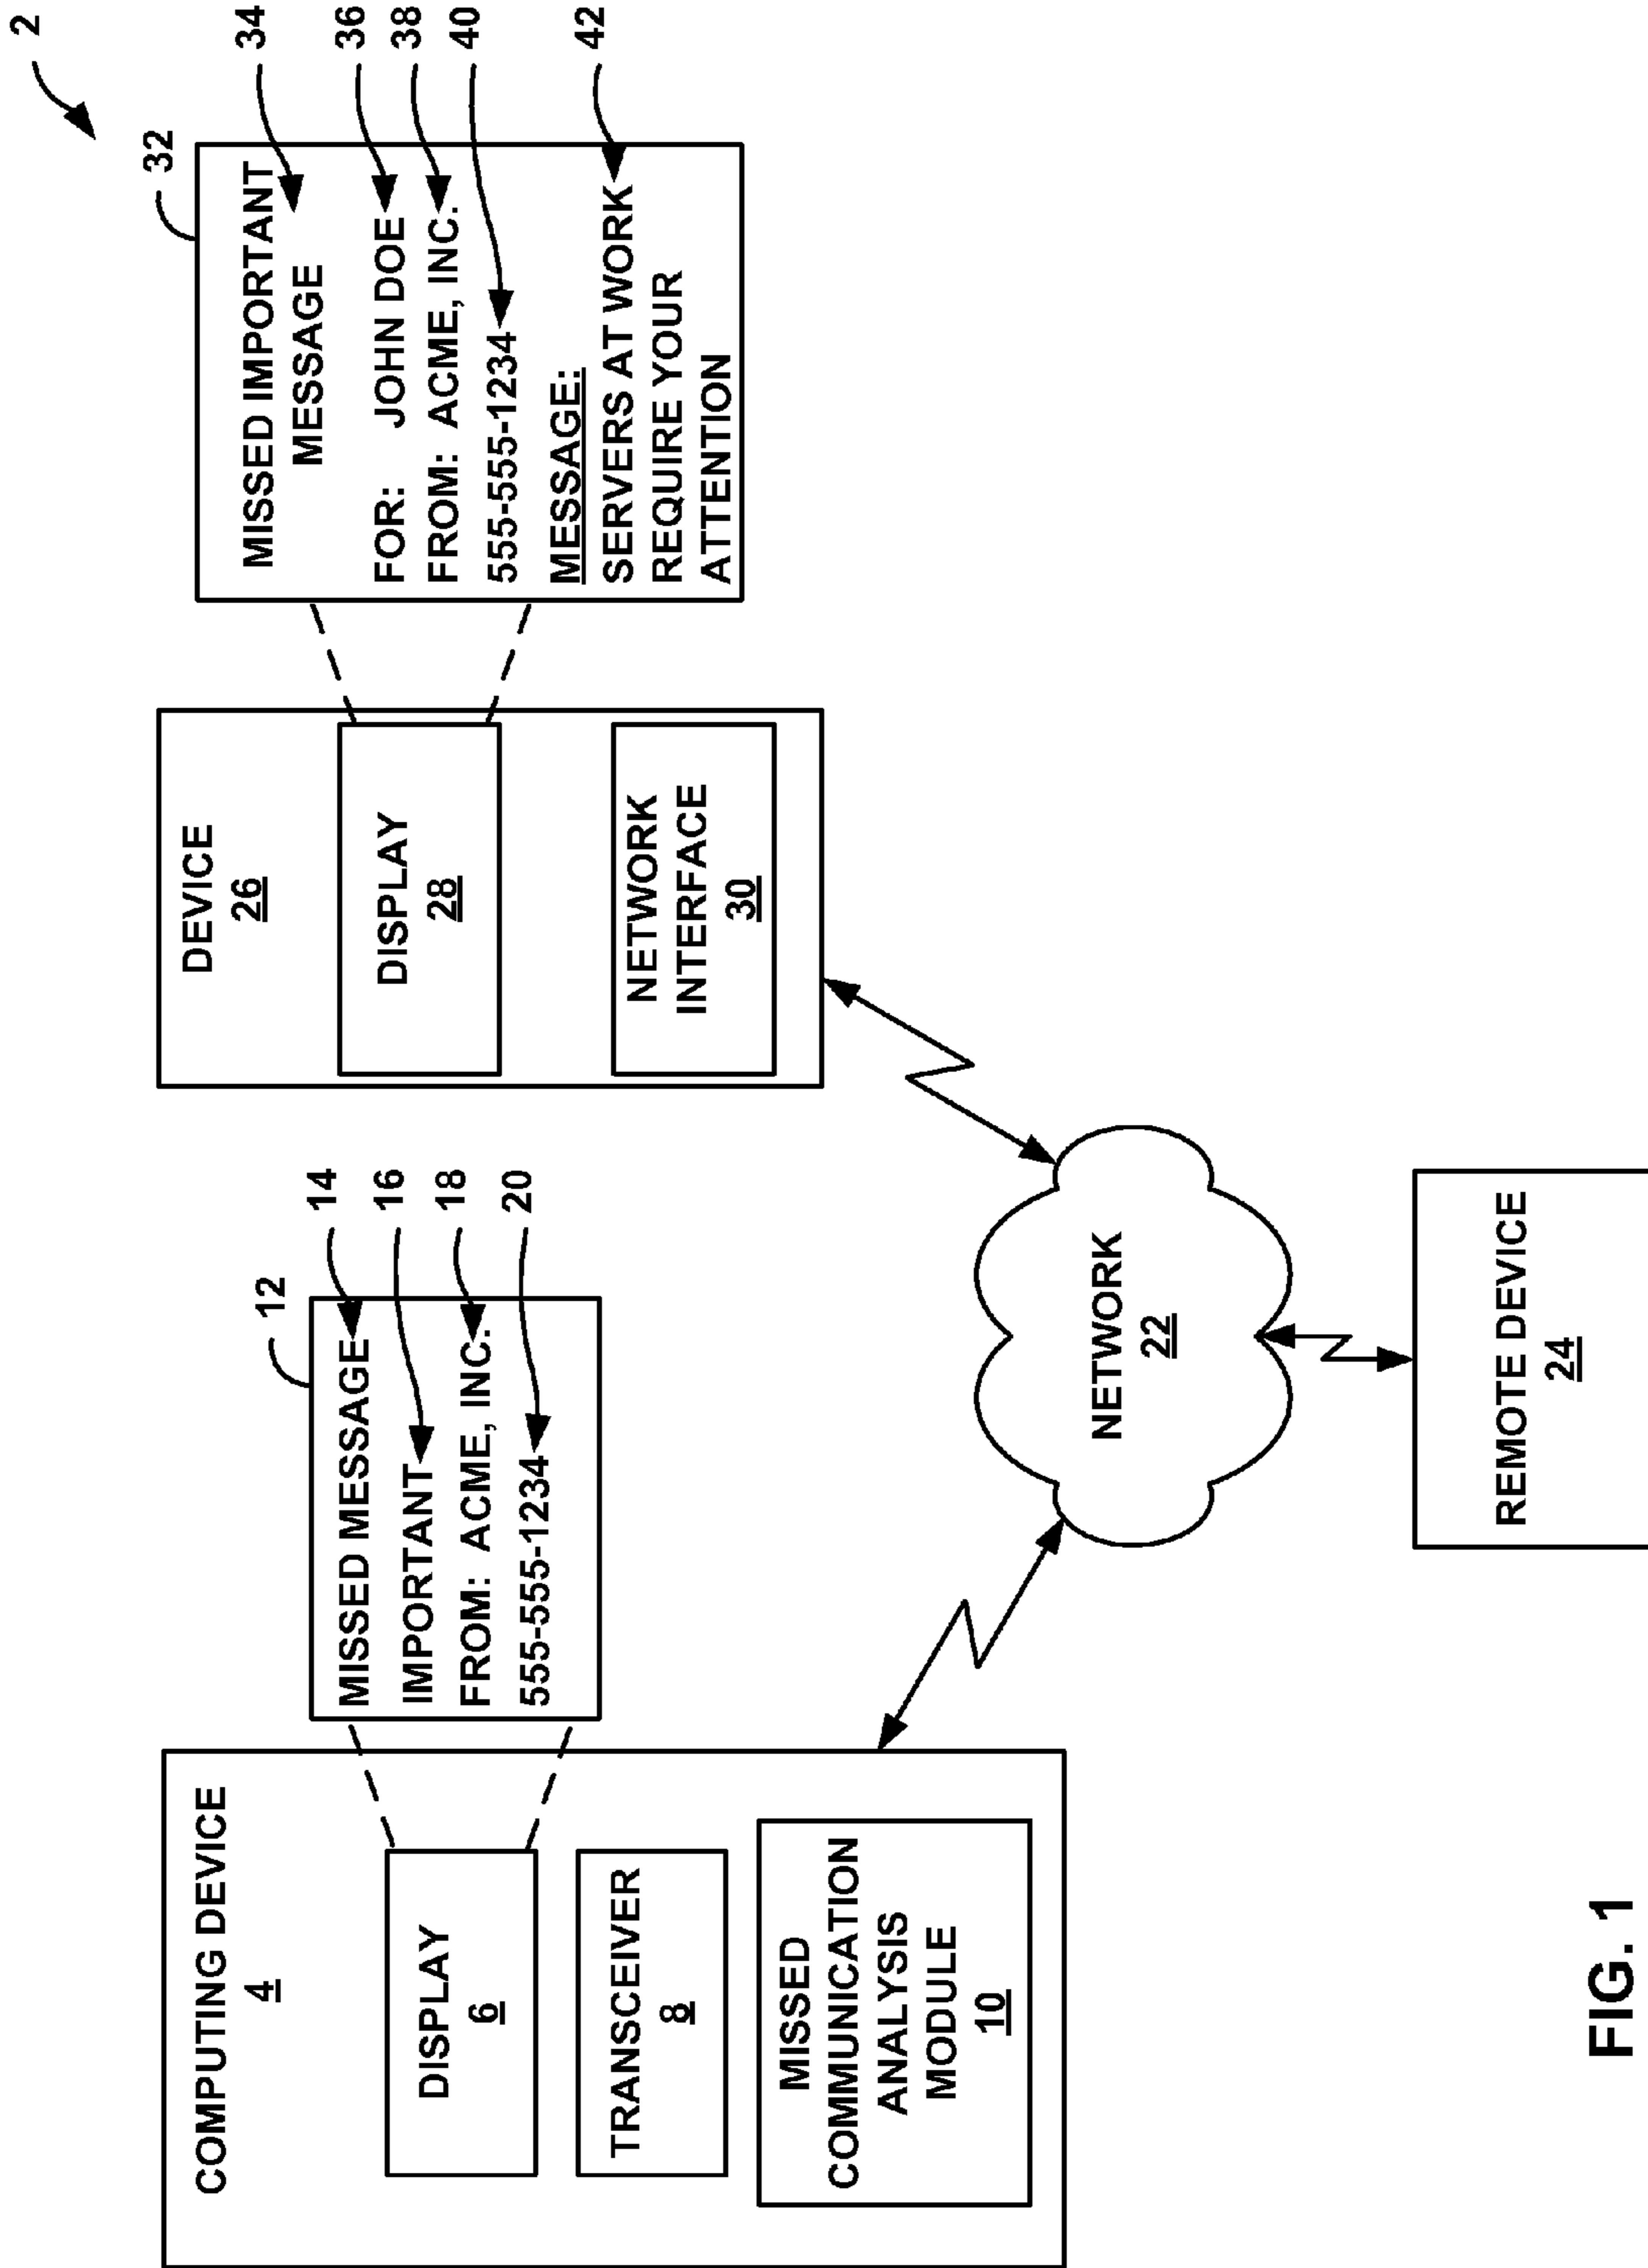 2
COMPUTING DEVICE
4
DISPLAY
6
TRANSCEIVER
8
MISSED
COMMUNICATION
ANALYSIS
MODULE
10
12
MISSED MESSAGE
14
IMPORTANT
16
FROM: ACME, INC.
18
555-555-1234
20
DEVICE
26
DISPLAY
28
NETWORK
INTERFACE
30
32
MISSED IMPORTANT
MESSAGE
34
FOR: JOHN DOE
36
FROM: ACME, INC.
38
555-555-1234
40
MESSAGE:
SERVERS AT WORK
42
REQUIRE YOUR
ATTENTION
NETWORK
22
REMOTE DEVICE
24
FIG. 1